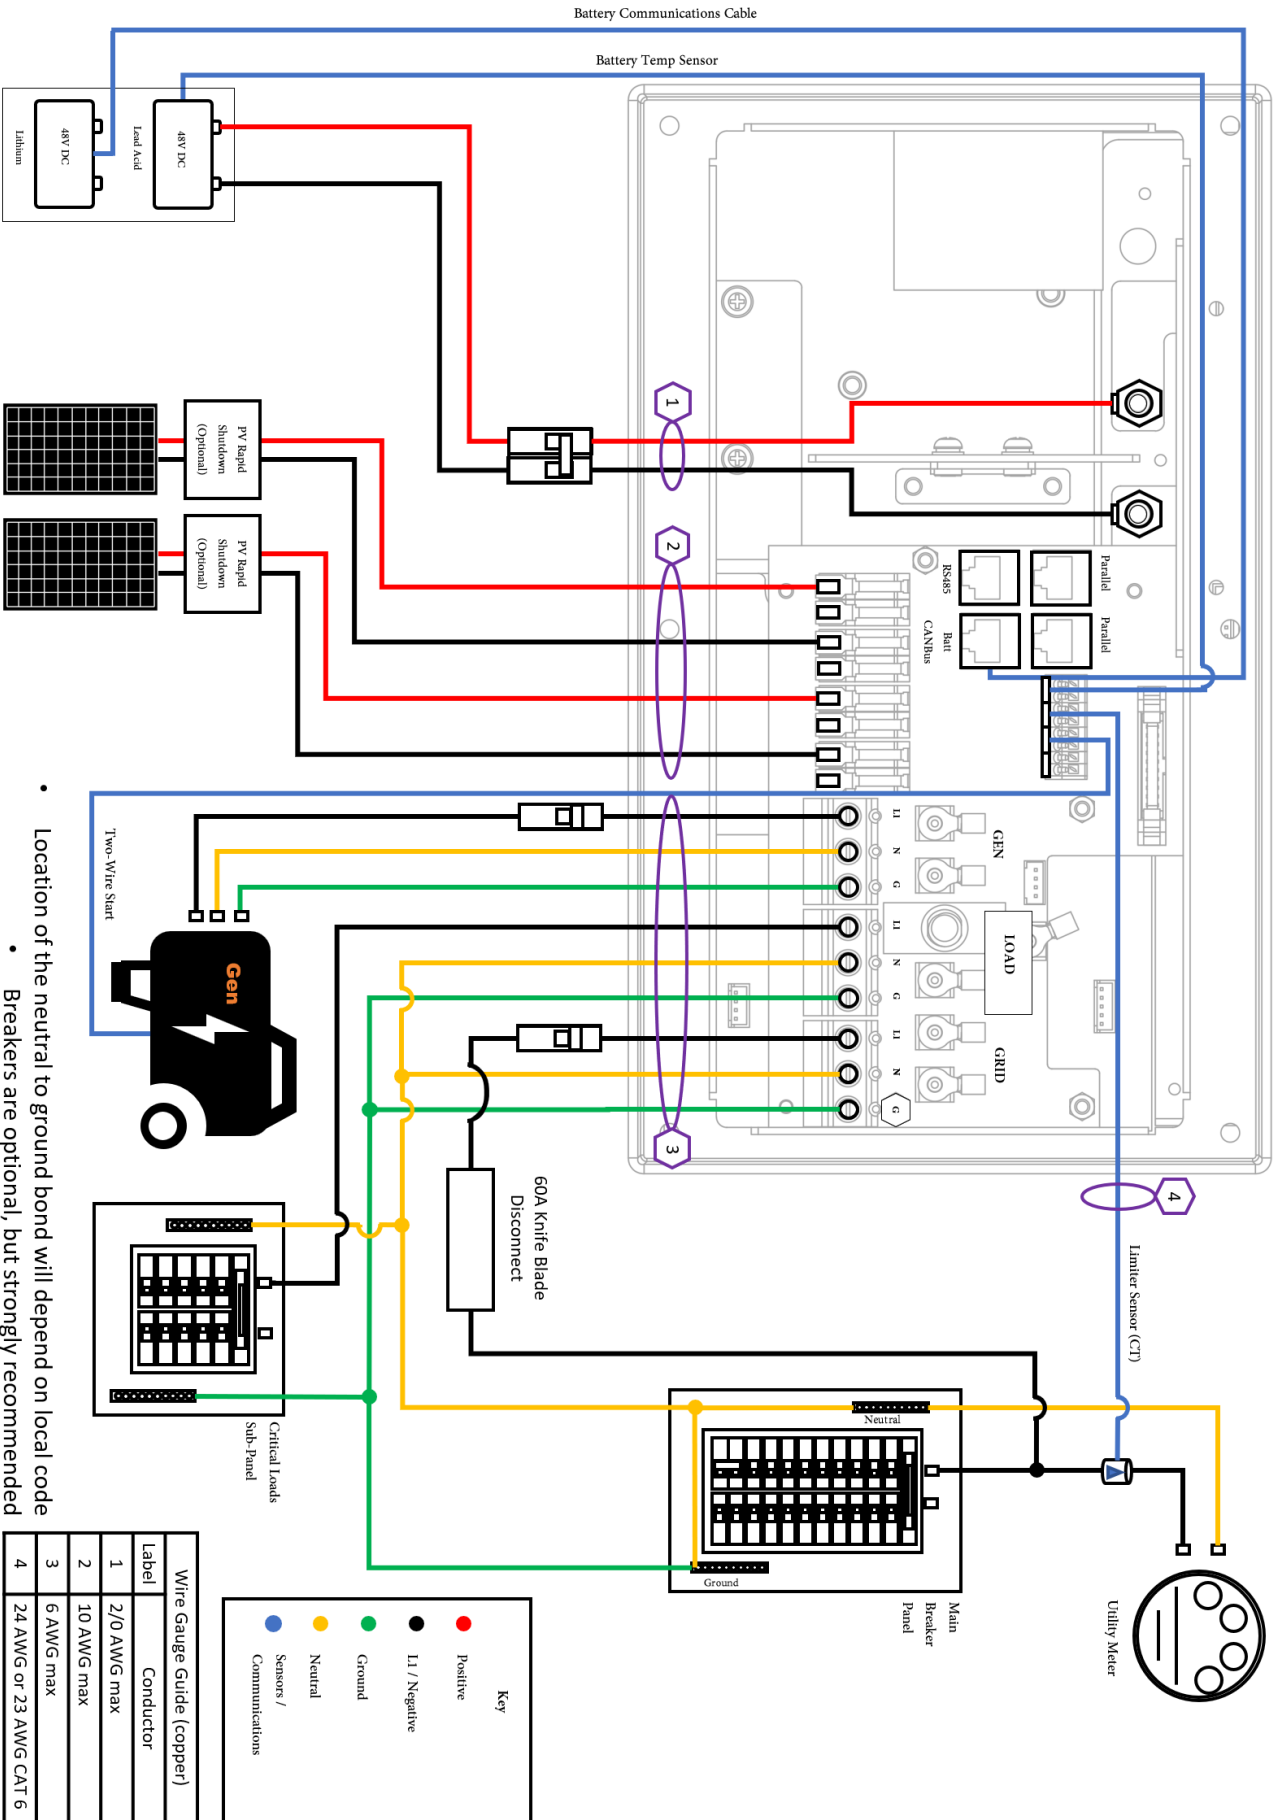 Battery Communications Cable
Battery Temp Sensor
48V DC
Lithium
48V DC
Lead Acid
1
PV Rapid
Shutdown
(Optional)
PV Rapid
Shutdown
(Optional)
2
RS485
Parallel
Batt
CANBus
Parallel
L1
N
G
GEN
L1
N
G
LOAD
L1
N
G
GRID
3
4
Two-Wire Start
Gen
60A Knife Blade
Disconnect
Limiter Sensor (CT)
Critical Loads
Sub-Panel
Neutral
Ground
Main
Breaker
Panel
Utility Meter
• Location of the neutral to ground bond will depend on local code
• Breakers are optional, but strongly recommended
Key
Positive
L1 / Negative
Ground
Neutral
Sensors /
Communications
Wire Gauge Guide (copper)
Label Conductor
1 2/0 AWG max
2 10 AWG max
3 6 AWG max
4 24 AWG or 23 AWG CAT 6